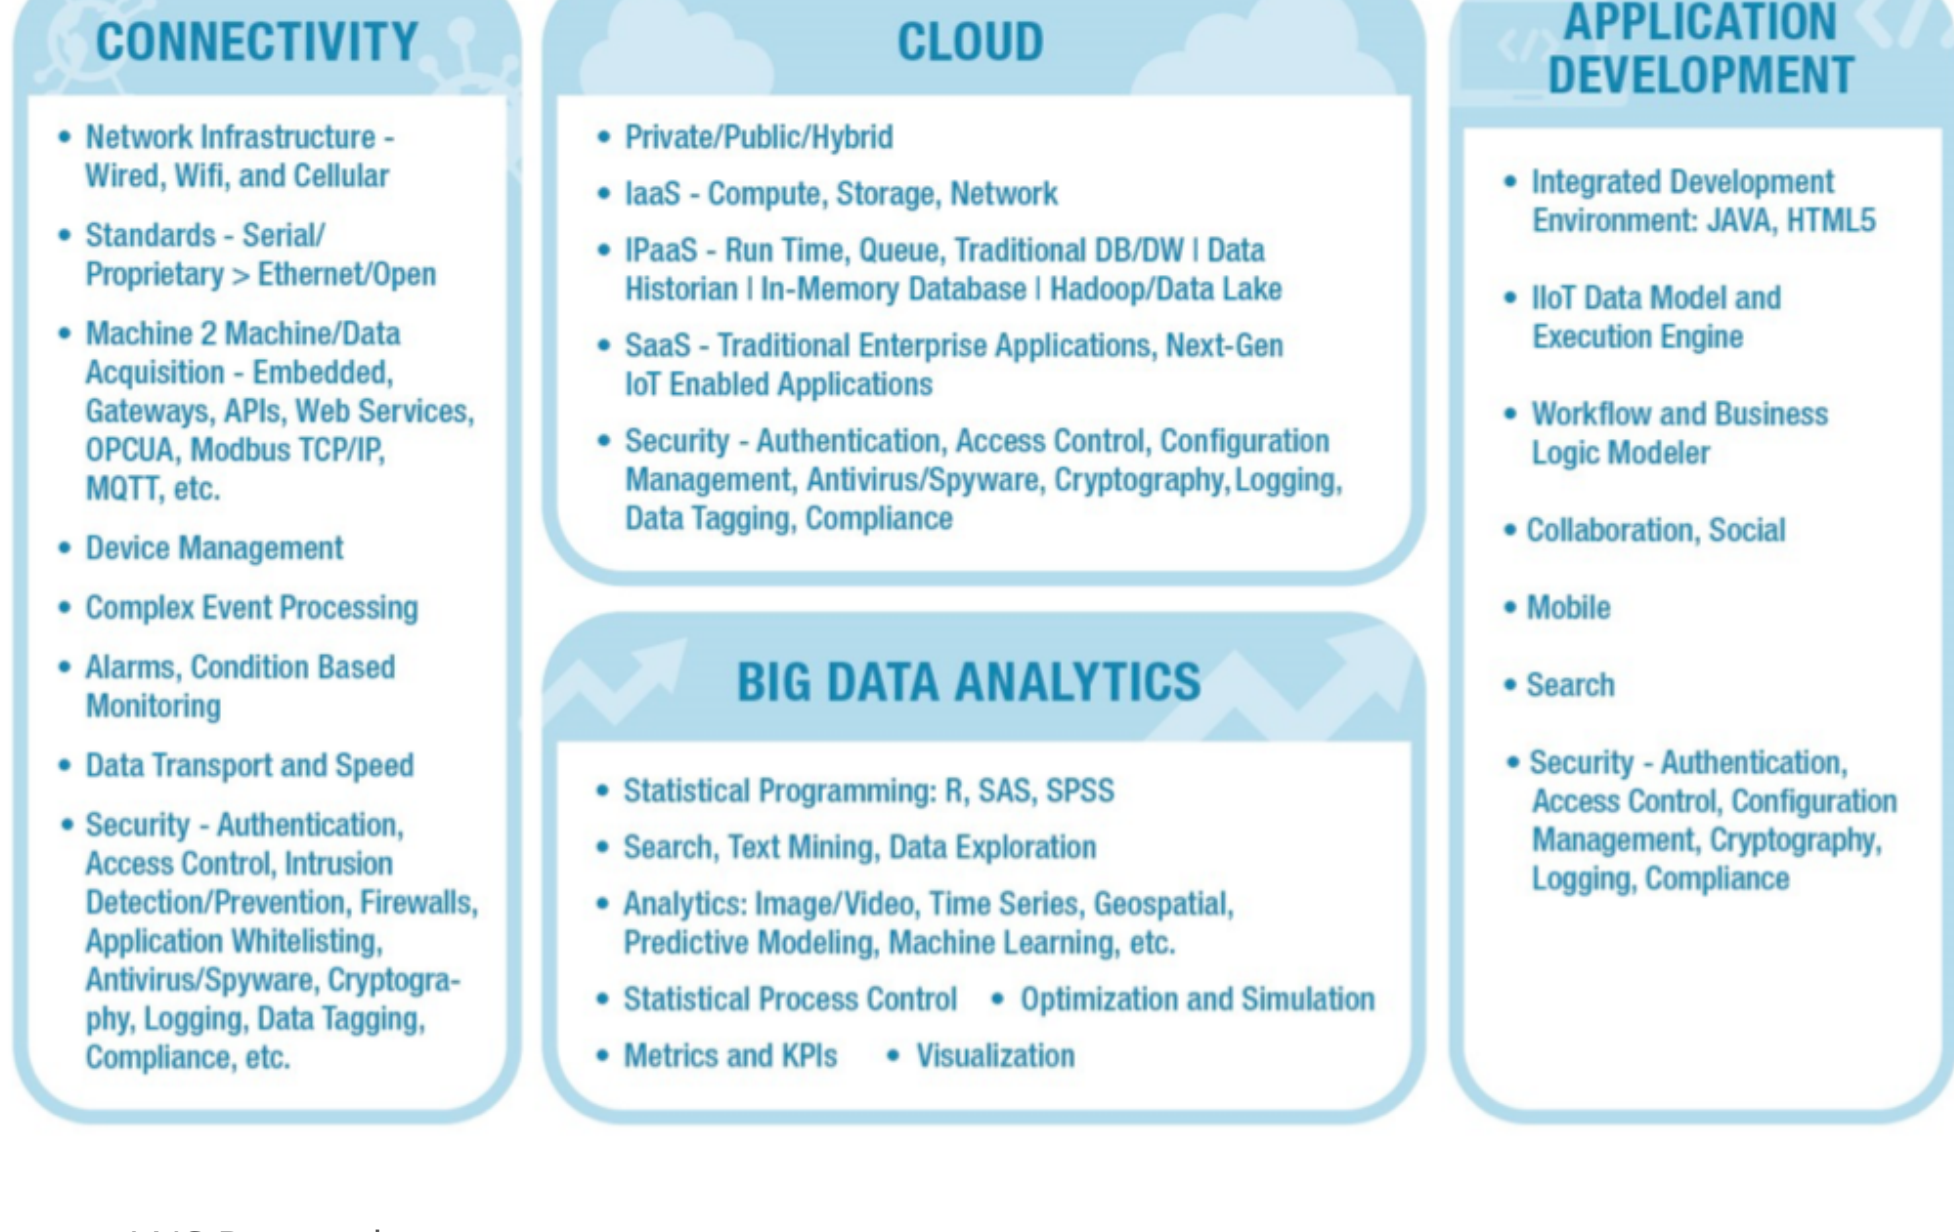 CONNECTIVITY
• Network Infrastructure -
Wired, Wifi, and Cellular
• Standards - Serial/
Proprietary > Ethernet/Open
• Machine 2 Machine/Data
Acquisition - Embedded,
Gateways, APIs, Web Services,
OPCUA, Modbus TCP/IP,
MQTT, etc.
• Device Management
• Complex Event Processing
• Alarms, Condition Based
Monitoring
• Data Transport and Speed
• Security - Authentication,
Access Control, Intrusion
Detection/Prevention, Firewalls,
Application Whitelisting,
Antivirus/Spyware, Cryptogra-
phy, Logging, Data Tagging,
Compliance, etc.
CLOUD
• Private/Public/Hybrid
• IaaS - Compute, Storage, Network
• IPaaS - Run Time, Queue, Traditional DB/DW | Data
Historian | In-Memory Database | Hadoop/Data Lake
• SaaS - Traditional Enterprise Applications, Next-Gen
IoT Enabled Applications
• Security - Authentication, Access Control, Configuration
Management, Antivirus/Spyware, Cryptography, Logging,
Data Tagging, Compliance
BIG DATA ANALYTICS
• Statistical Programming: R, SAS, SPSS
• Search, Text Mining, Data Exploration
• Analytics: Image/Video, Time Series, Geospatial,
Predictive Modeling, Machine Learning, etc.
• Statistical Process Control • Optimization and Simulation
• Metrics and KPIs • Visualization
APPLICATION
DEVELOPMENT
• Integrated Development
Environment: JAVA, HTML5
• IIoT Data Model and
Execution Engine
• Workflow and Business
Logic Modeler
• Collaboration, Social
• Mobile
• Search
• Security - Authentication,
Access Control, Configuration
Management, Cryptography,
Logging, Compliance